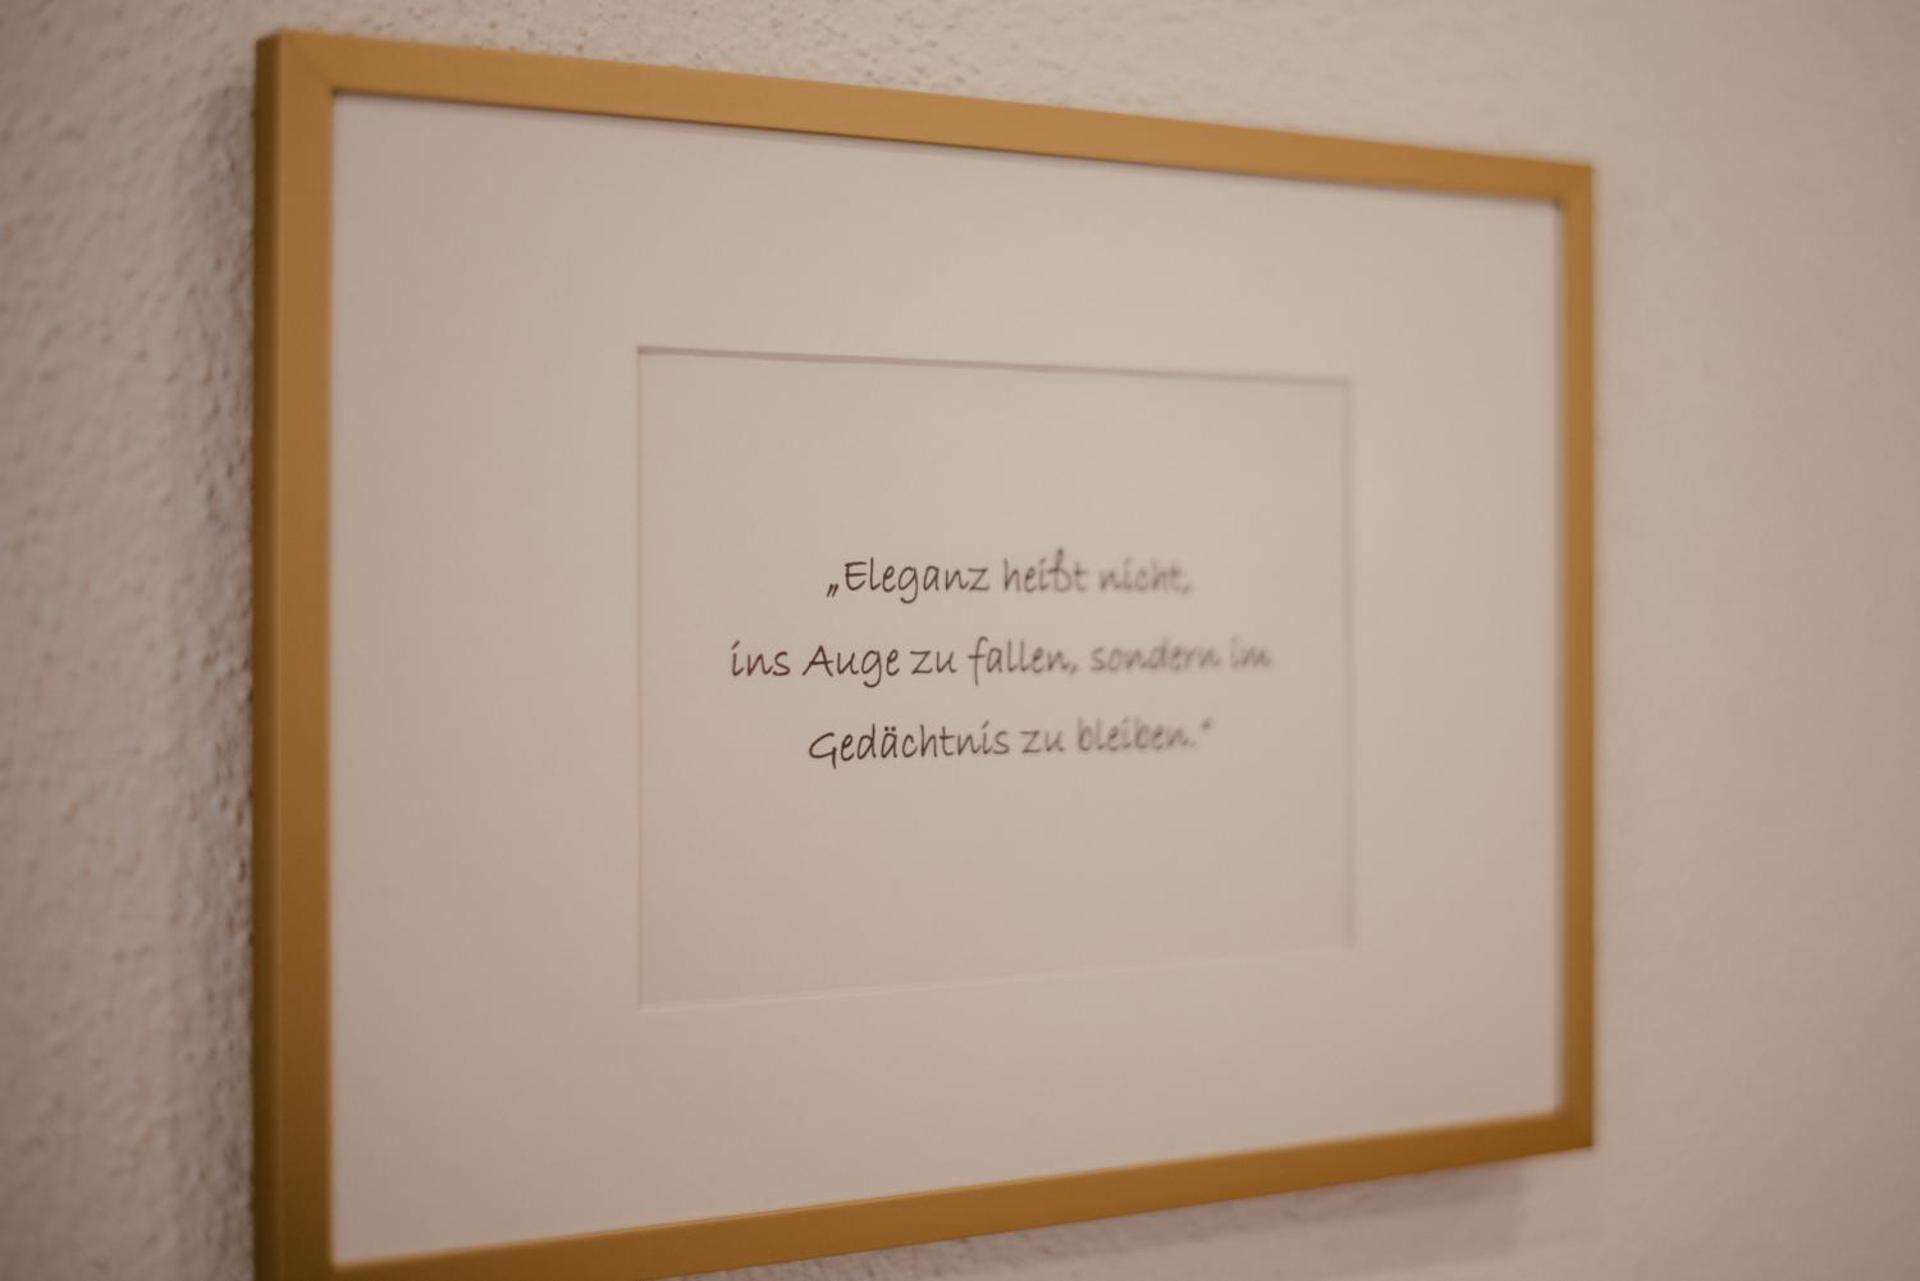 „Eleganz heißt nicht,
ins Auge zu fallen, sondern im
Gedächtnis zu bleiben.“